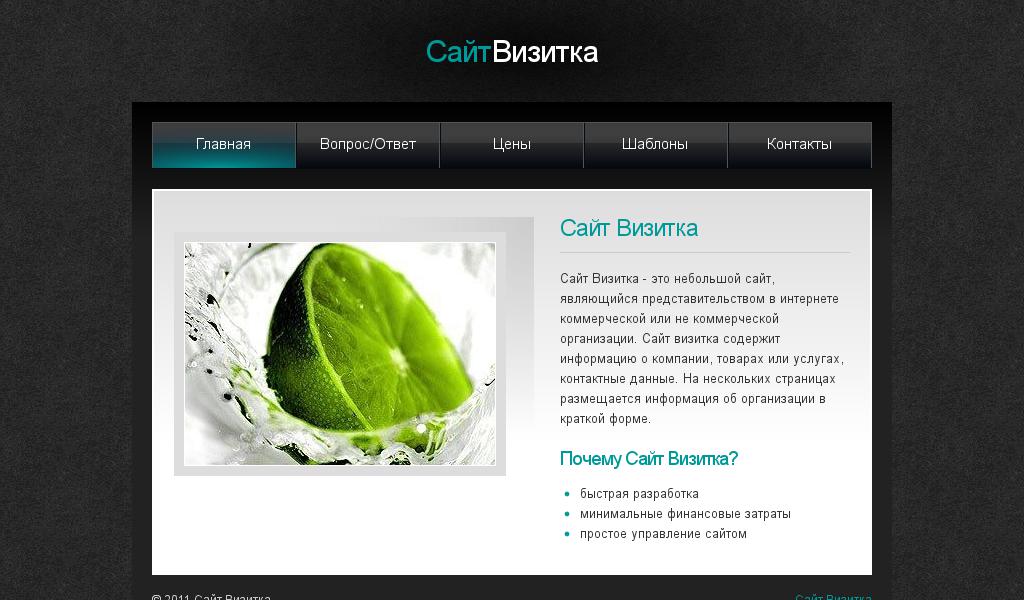 СайтВизитка
Главная
Вопрос/Ответ
Цены
Шаблоны
Контакты
Сайт Визитка
Сайт Визитка - это небольшой сайт,
являющийся представительством в интернете
коммерческой или не коммерческой
организации. Сайт визитка содержит
информацию о компании, товарах или услугах,
контактные данные. На нескольких страницах
размещается информация об организации в
краткой форме.
Почему Сайт Визитка?
быстрая разработка
минимальные финансовые затраты
простое управление сайтом
© 2011 Сайт Визитка
Сайт Визитка